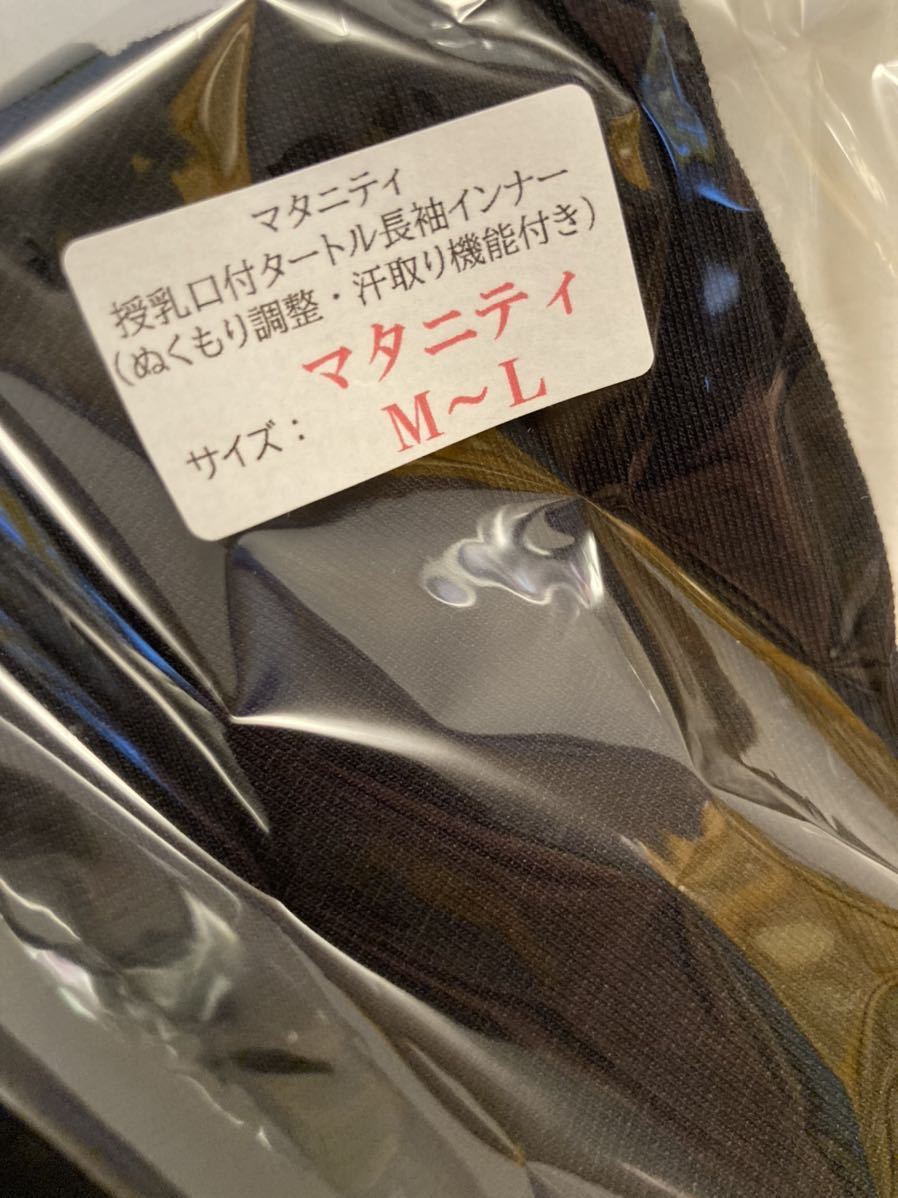 マタニティ
授乳口付タートル長袖インナー
(ぬくもり調整・汗取り機能付き)
マタニティ
サイズ： M～L